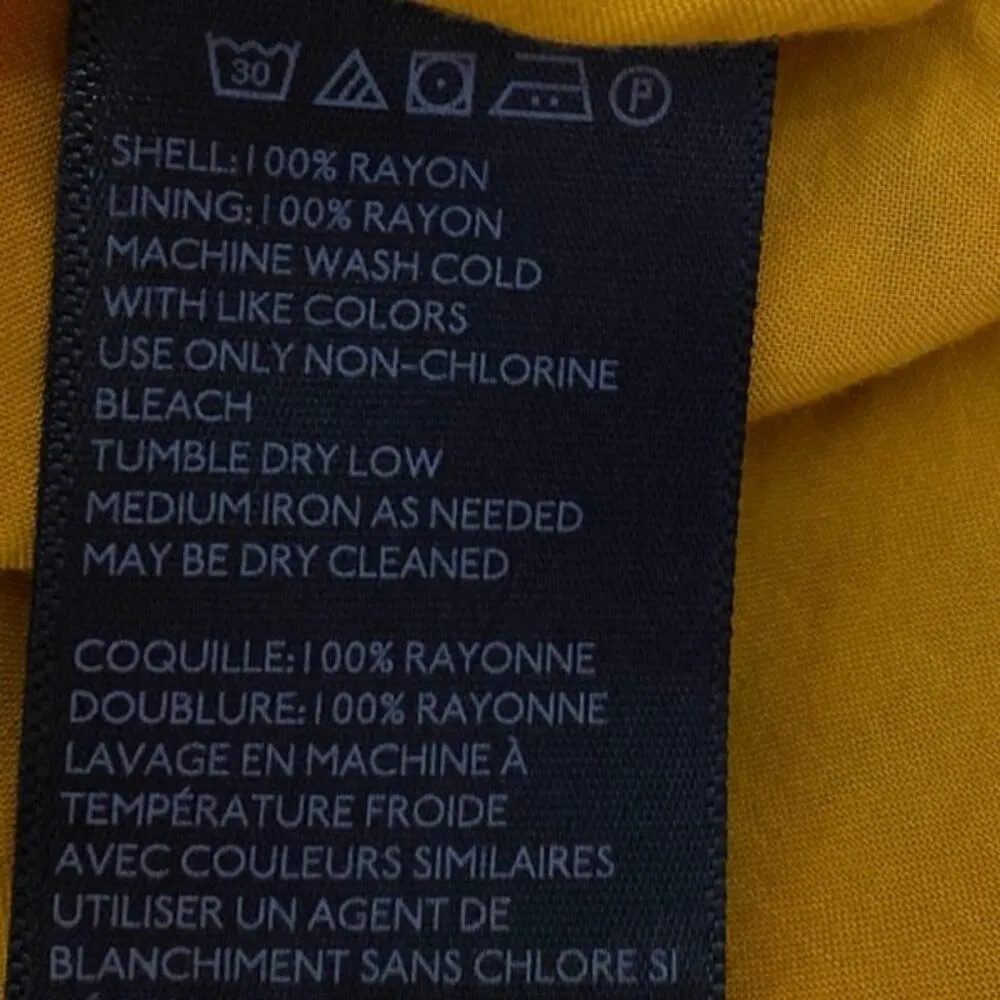 30 P
SHELL: 100% RAYON
LINING: 100% RAYON
MACHINE WASH COLD
WITH LIKE COLORS
USE ONLY NON-CHLORINE
BLEACH
TUMBLE DRY LOW
MEDIUM IRON AS NEEDED
MAY BE DRY CLEANED
COQUILLE: 100% RAYONNE
DOUBLURE: 100% RAYONNE
LAVAGE EN MACHINE À
TEMPÉRATURE FROIDE
AVEC COULEURS SIMILAIRES
UTILISER UN AGENT DE
BLANCHIMENT SANS CHLORE SI